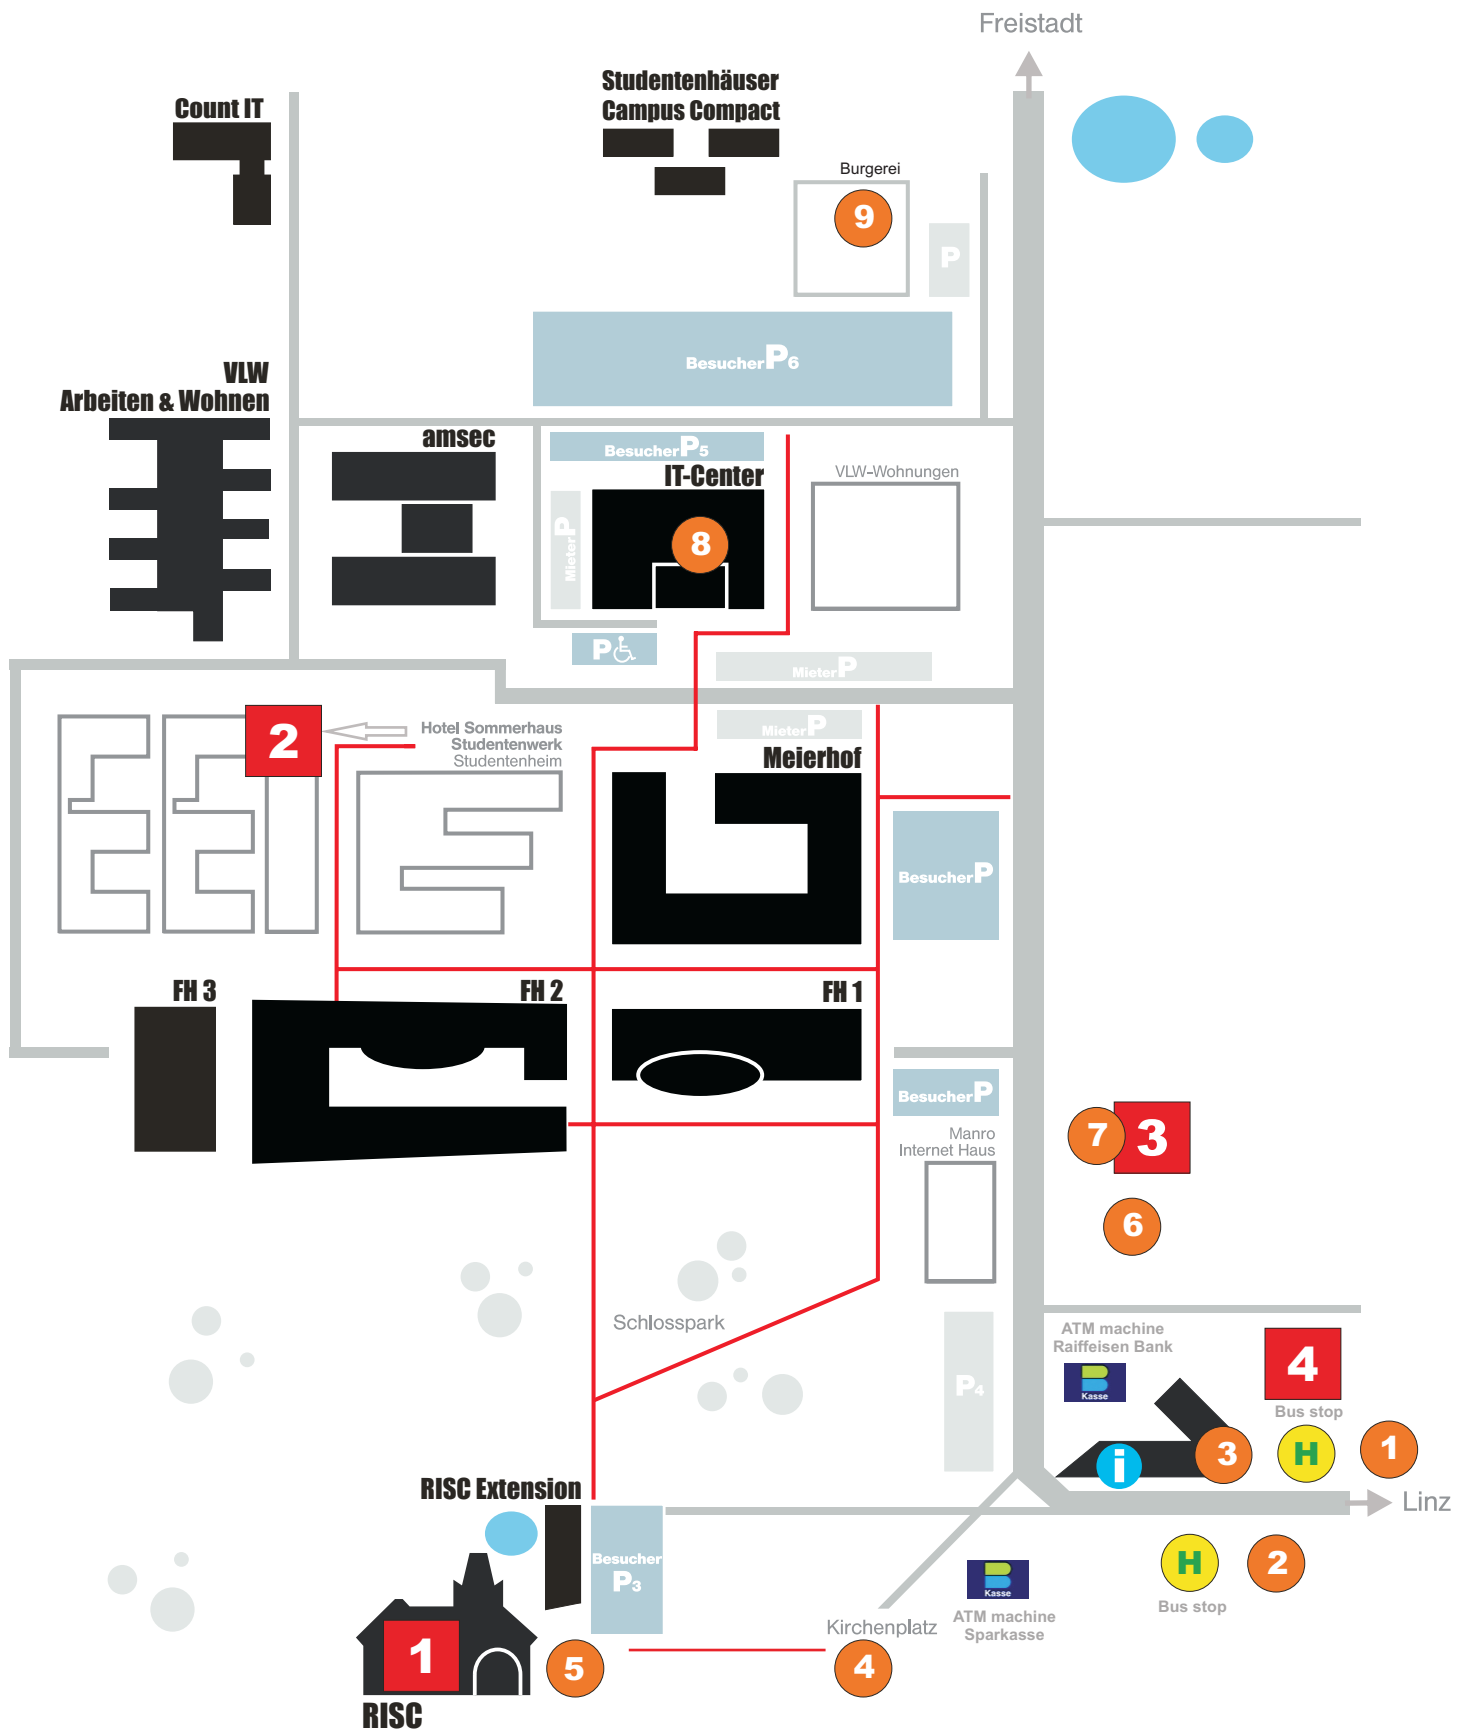 Freistadt
Count IT
Studentenhäuser
Campus Compact
Burgerei
9
P
Besucher P6
VLW
Arbeiten & Wohnen
amsec
Besucher P5
IT-Center
VLW-Wohnungen
Mieter P
8
P
Mieter P
Mieter P
2
Hotel Sommerhaus
Studentenwerk
Studentenheim
Meierhof
Besucher P
FH 3
FH 2
FH 1
Besucher P
Manro
Internet Haus
7
3
6
Schlosspark
ATM machine
Raiffeisen Bank
Kasse
4
Bus stop
P4
i
3
H
1
RISC Extension
Linz
Besucher
P3
Kasse
H
2
ATM machine
Sparkasse
Bus stop
Kirchenplatz
1
5
4
RISC